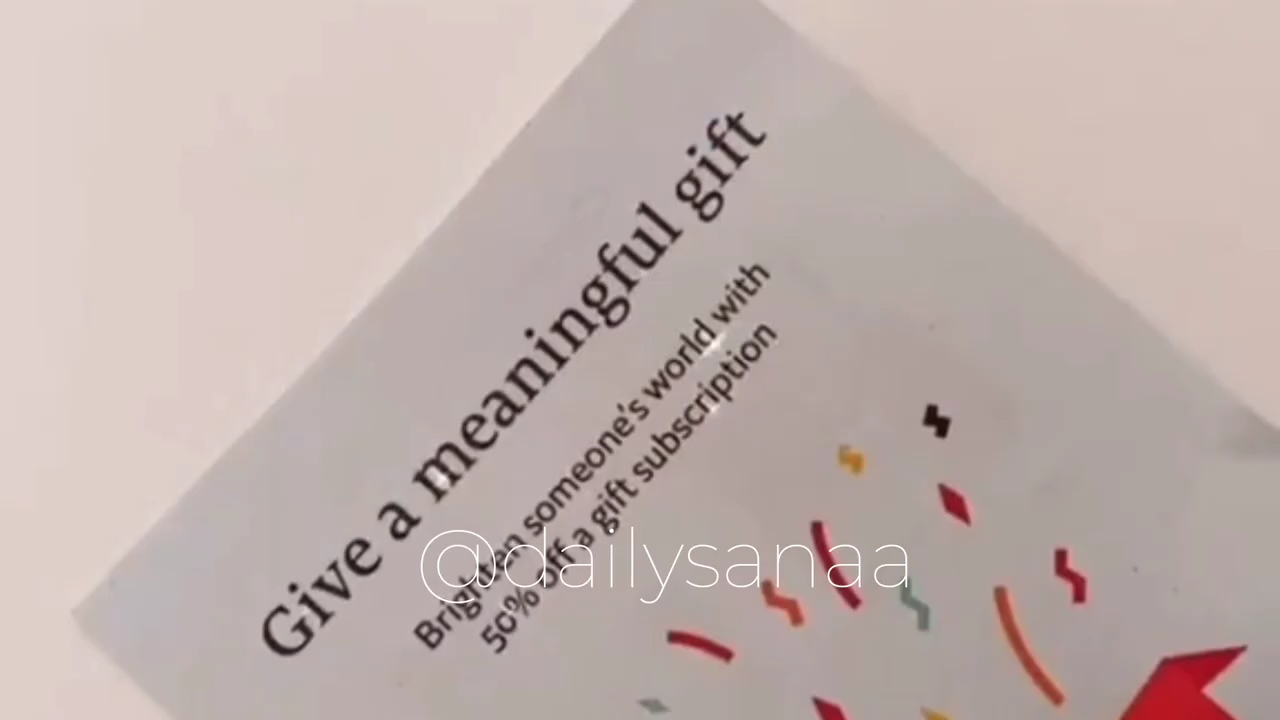 Give a meaningful gift
Brighten someone's world with
50% off a gift subscription
@dailysanaa